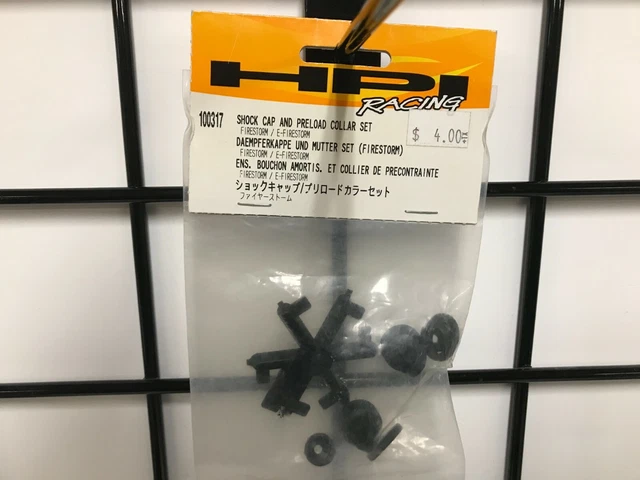 HPI
RACING
100317 SHOCK CAP AND PRELOAD COLLAR SET
FIRESTORM / E-FIRESTORM
$ 4.00
DAEMPFERKAPPE UND MUTTER SET (FIRESTORM)
FIRESTORM / E-FIRESTORM
ENS. BOUCHON AMORTIS. ET COLLIER DE PRECONTRAINTE
FIRESTORM / E-FIRESTORM
ショックキャップ/プリロードカラーセット
ファイヤーストーム